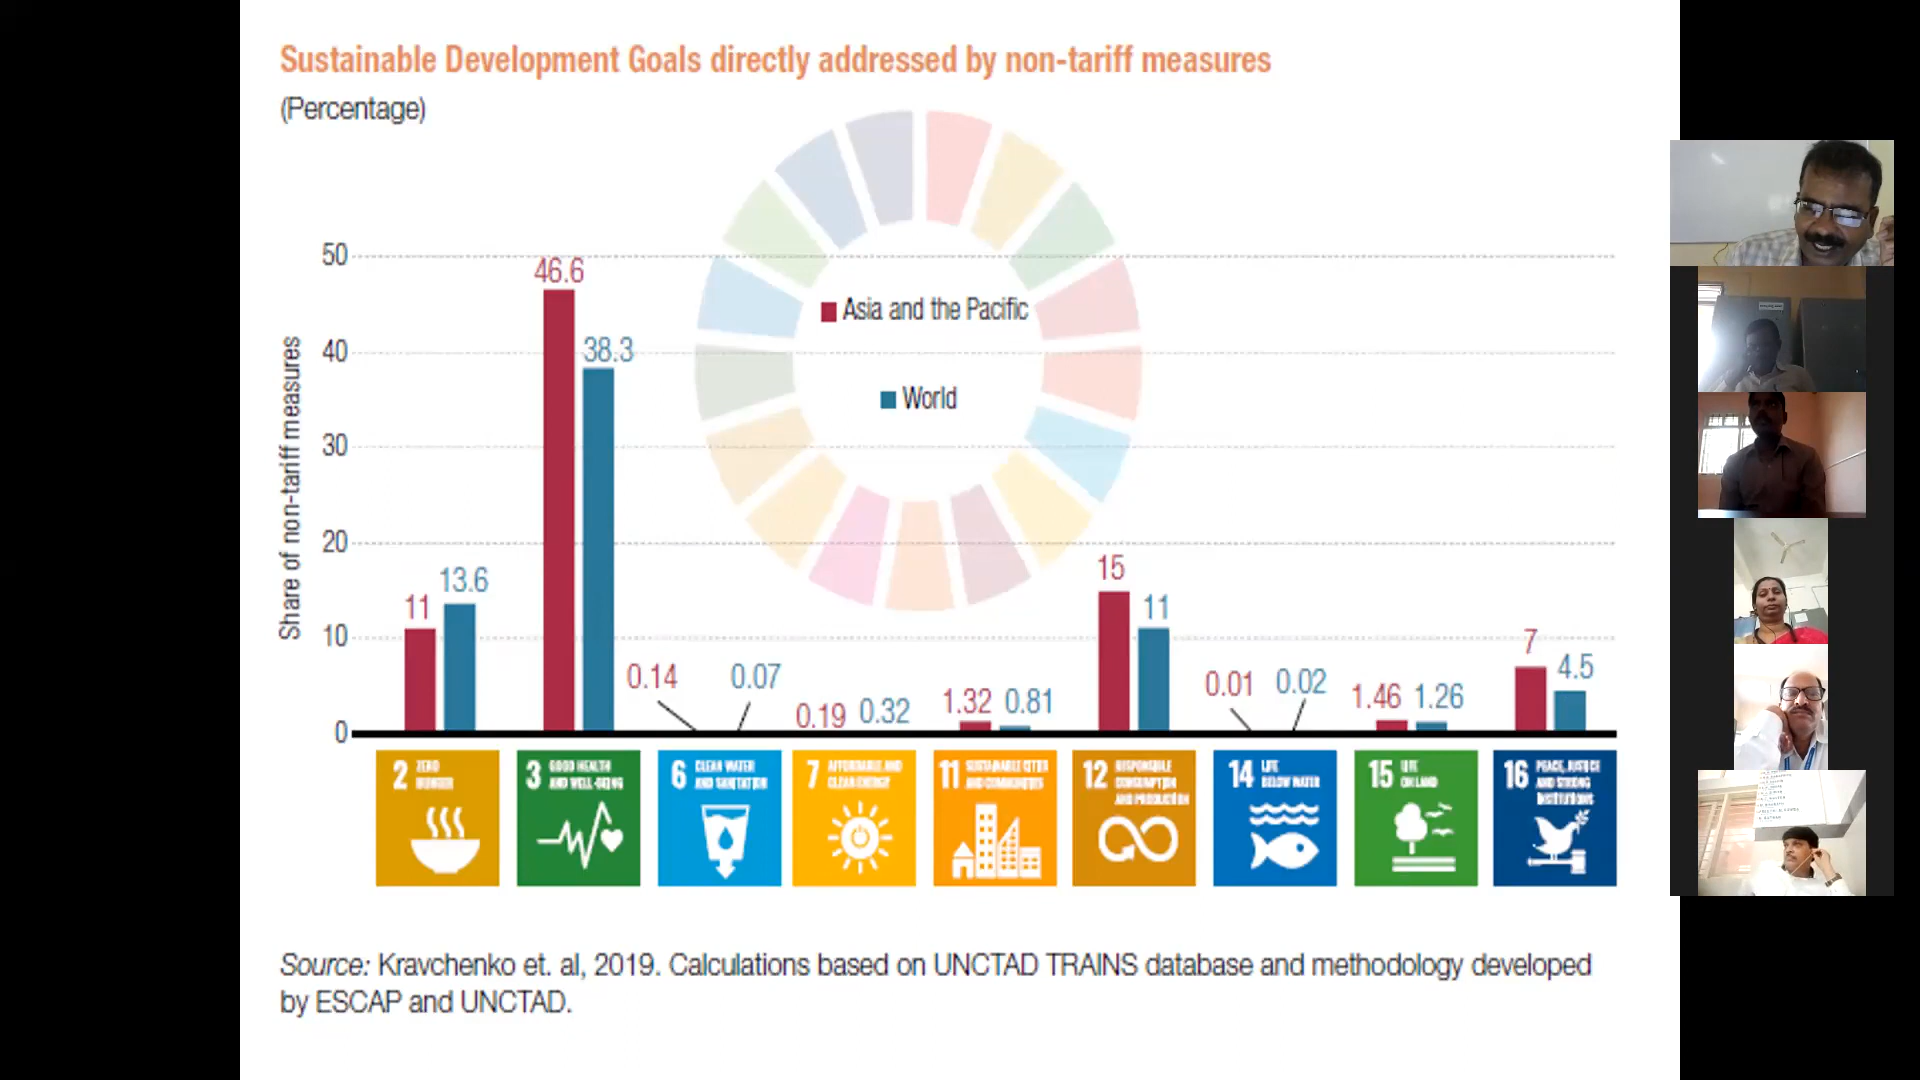 Sustainable Development Goals directly addressed by non-tariff measures
(Percentage)
Share of non-tariff measures
50
40
30
20
10
0
Asia and the Pacific
World
11
13.6
46.6
38.3
0.14
0.07
0.19
0.32
1.32
0.81
15
11
0.01
0.02
1.46
1.26
7
4.5
2 ZERO
HUNGER
3 GOOD HEALTH
AND WELL-BEING
6 CLEAN WATER
AND SANITATION
7 AFFORDABLE AND
CLEAN ENERGY
11 SUSTAINABLE CITIES
AND COMMUNITIES
12 RESPONSIBLE
CONSUMPTION
AND PRODUCTION
14 LIFE
BELOW WATER
15 LIFE
ON LAND
16 PEACE, JUSTICE
AND STRONG
INSTITUTIONS
Source: Kravchenko et. al, 2019. Calculations based on UNCTAD TRAINS database and methodology developed
by ESCAP and UNCTAD.